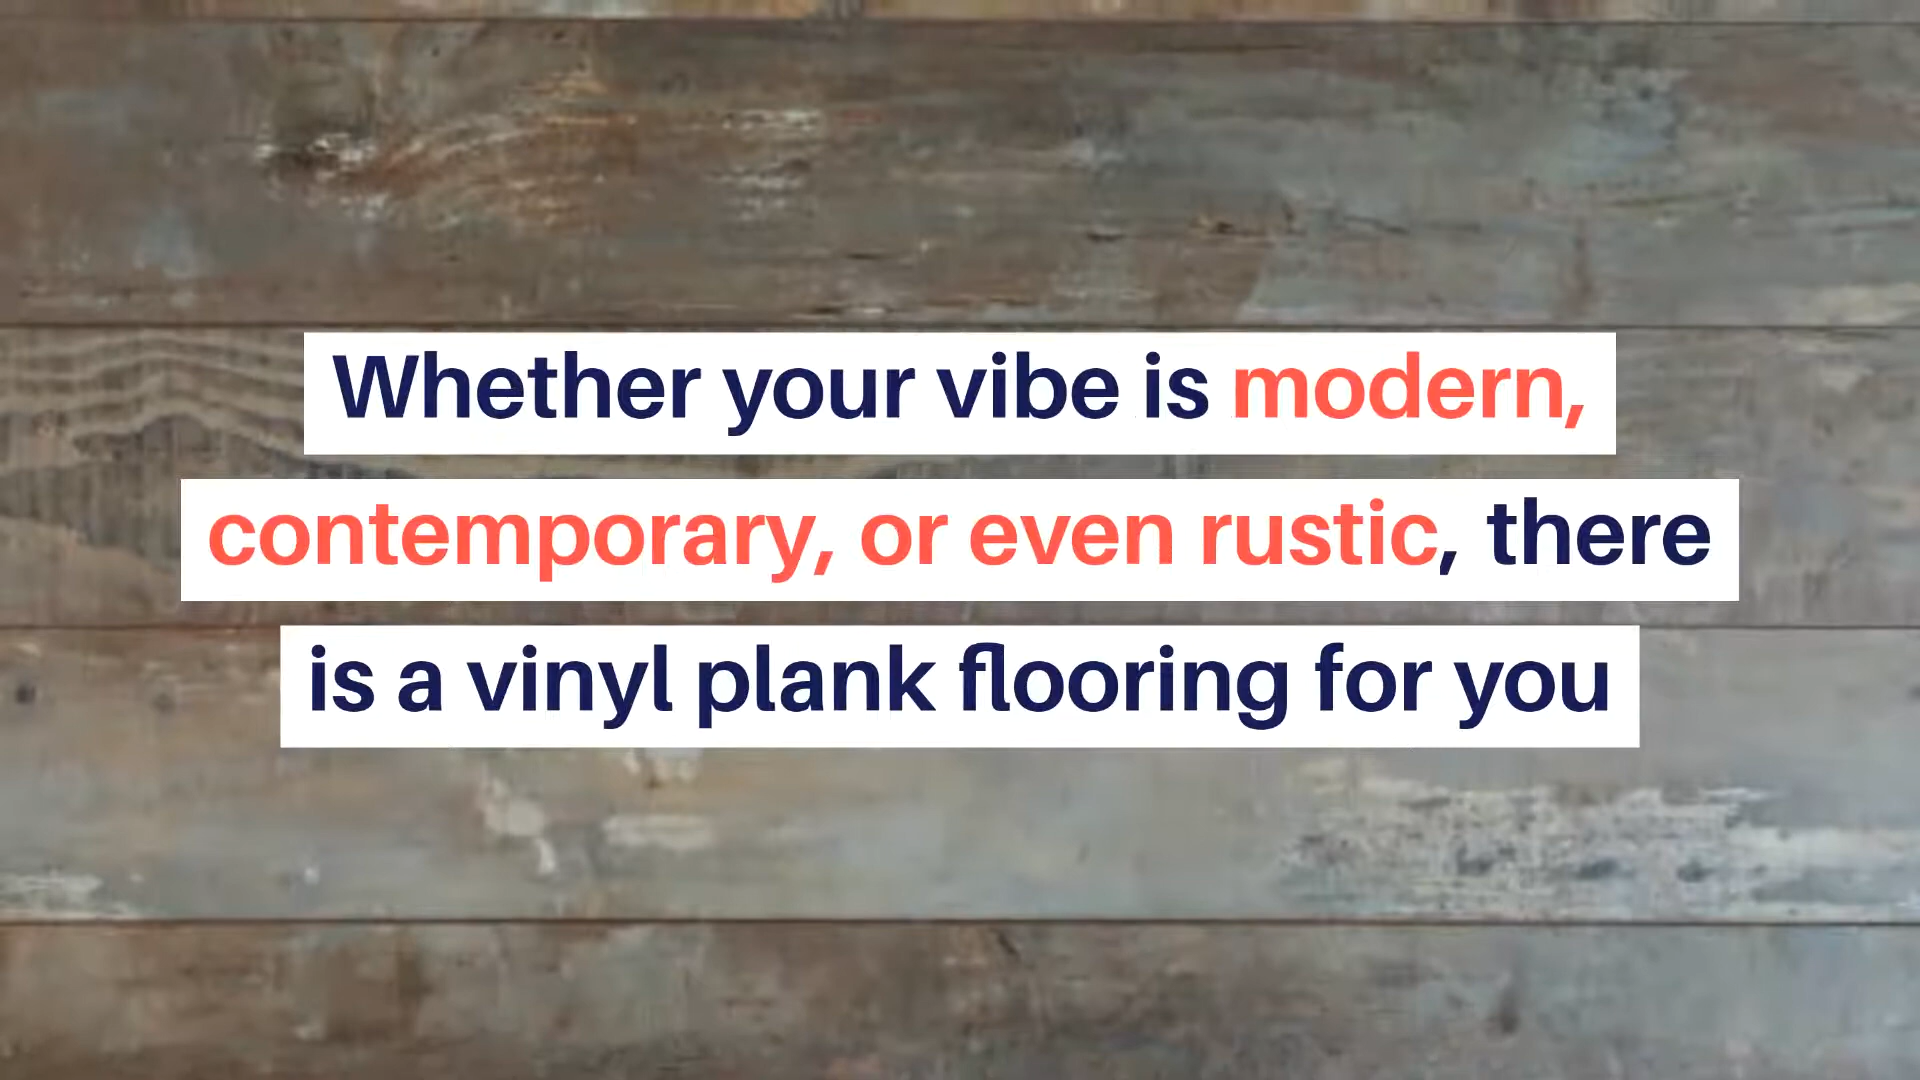 Whether your vibe is modern,
contemporary, or even rustic, there
is a vinyl plank flooring for you